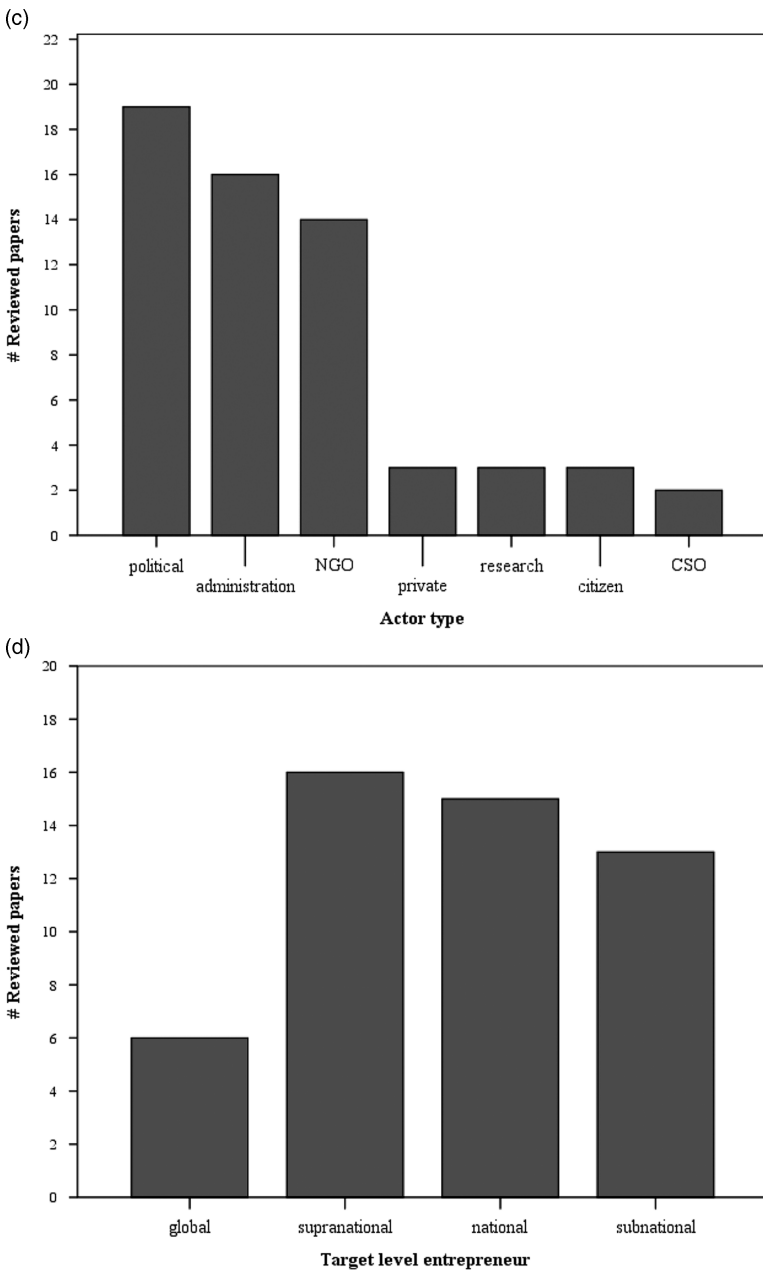 (c)
22
20
18
16
14
12
10
8
6
4
2
0
# Reviewed papers
political
administration
NGO
private
research
citizen
CSO
Actor type
(d)
20
18
16
14
12
10
8
6
4
2
0
# Reviewed papers
global
supranational
national
subnational
Target level entrepreneur